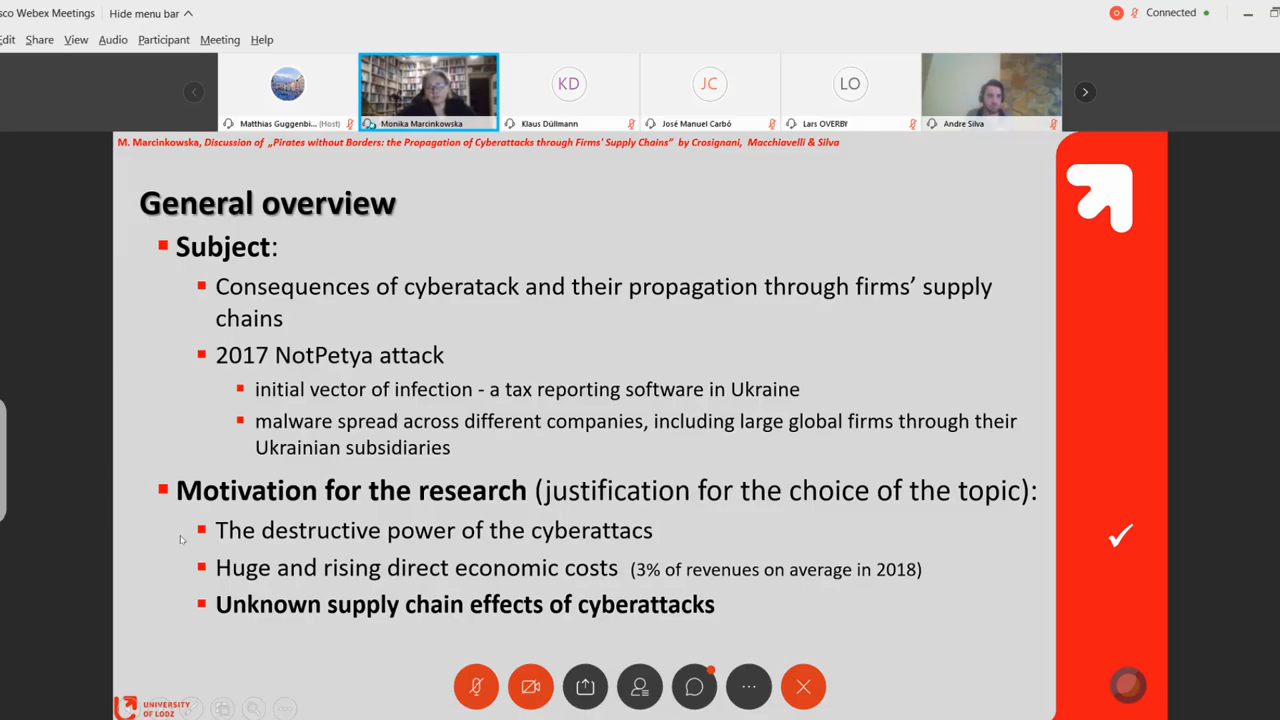 sco Webex Meetings
Hide menu bar
Connected
Edit Share View Audio Participant Meeting Help
KD
JC
LO
Matthias Guggenbi... (Host)
Monika Marcinkowska
Klaus Düllmann
José Manuel Carbó
Lars OVERBY
Andre Silva
M. Marcinkowska, Discussion of „Pirates without Borders: the Propagation of Cyberattacks through Firms' Supply Chains” by Crosignani, Macchiavelli & Silva
General overview
Subject:
Consequences of cyberatack and their propagation through firms’ supply
chains
2017 NotPetya attack
initial vector of infection - a tax reporting software in Ukraine
malware spread across different companies, including large global firms through their
Ukrainian subsidiaries
Motivation for the research (justification for the choice of the topic):
The destructive power of the cyberattacs
Huge and rising direct economic costs (3% of revenues on average in 2018)
Unknown supply chain effects of cyberattacks
UNIVERSITY
OF LODZ